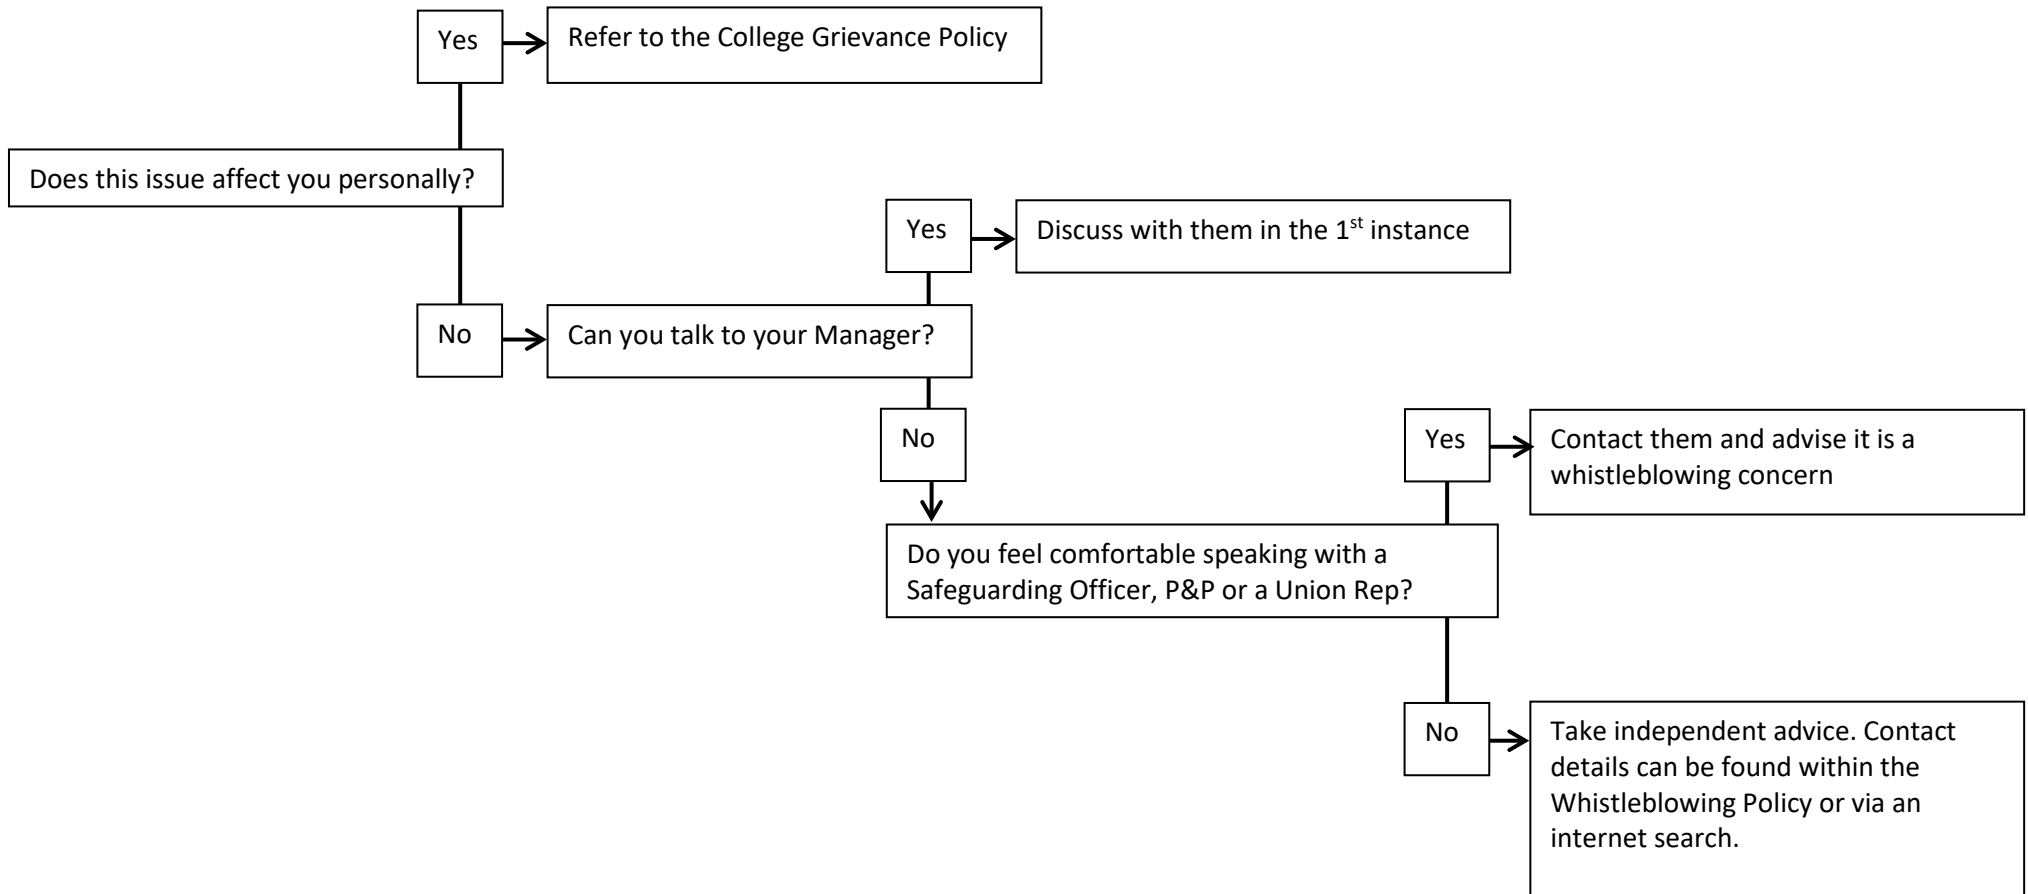 Yes
Refer to the College Grievance Policy
Does this issue affect you personally?
Yes
Discuss with them in the 1st instance
No
Can you talk to your Manager?
No
Yes
Contact them and advise it is a
whistleblowing concern
Do you feel comfortable speaking with a
Safeguarding Officer, P&P or a Union Rep?
No
Take independent advice. Contact
details can be found within the
Whistleblowing Policy or via an
internet search.